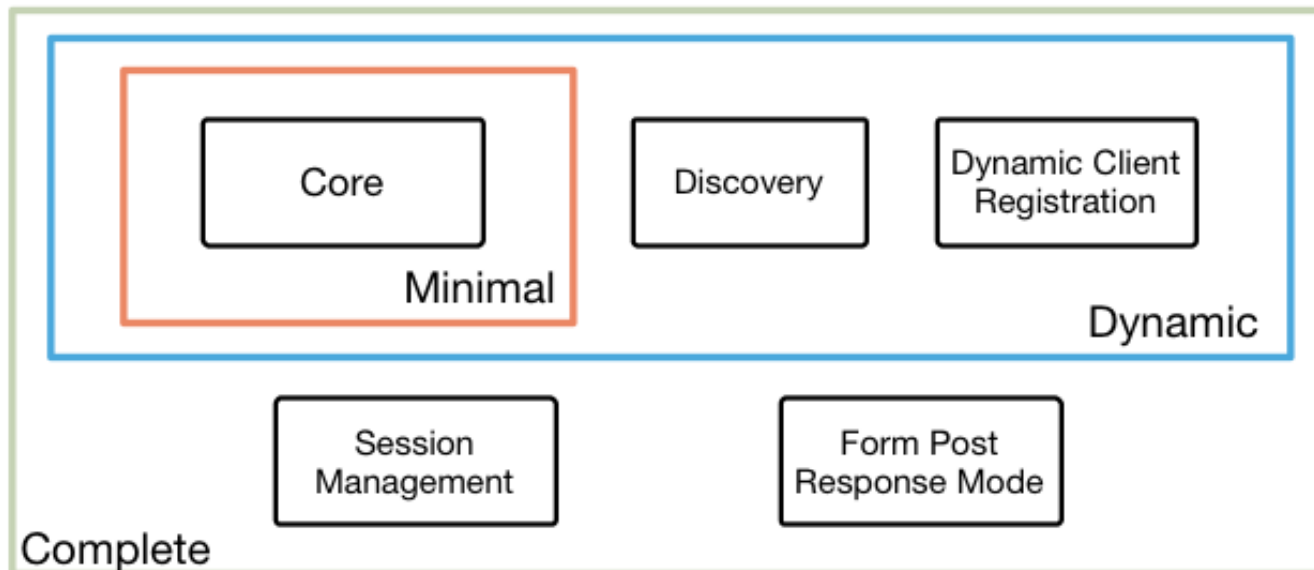 Core
Discovery
Dynamic Client
Registration
Minimal
Dynamic
Session
Management
Form Post
Response Mode
Complete